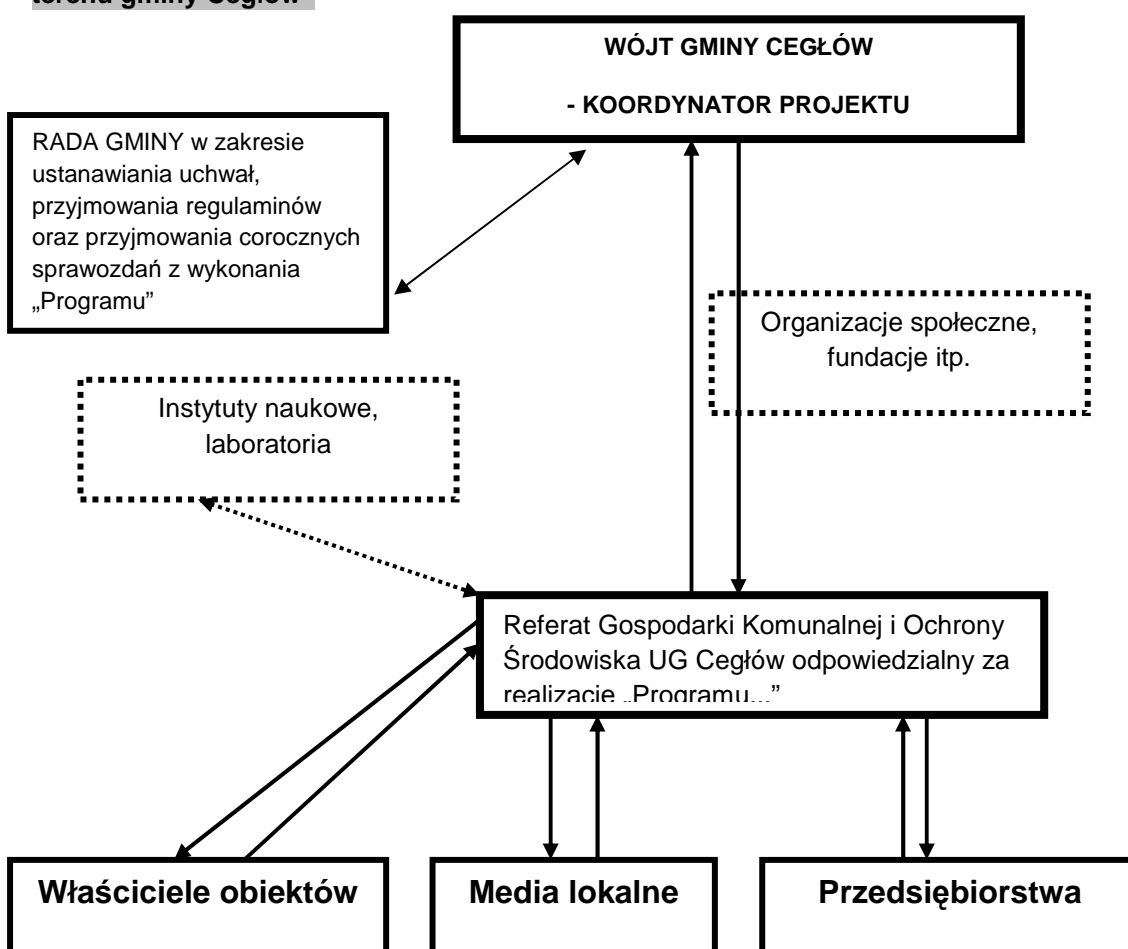 terenu gminy Cegłów”
WÓJT GMINY CEGŁÓW
- KOORDYNATOR PROJEKTU
RADA GMINY w zakresie
ustanawiania uchwał,
przyjmowania regulaminów
oraz przyjmowania corocznych
sprawozdań z wykonania
„Programu”
Organizacje społeczne,
fundacje itp.
Instytuty naukowe,
laboratoria
Referat Gospodarki Komunalnej i Ochrony
Środowiska UG Cegłów odpowiedzialny za
realizację „Programu...”
Właściciele obiektów
Media lokalne
Przedsiębiorstwa